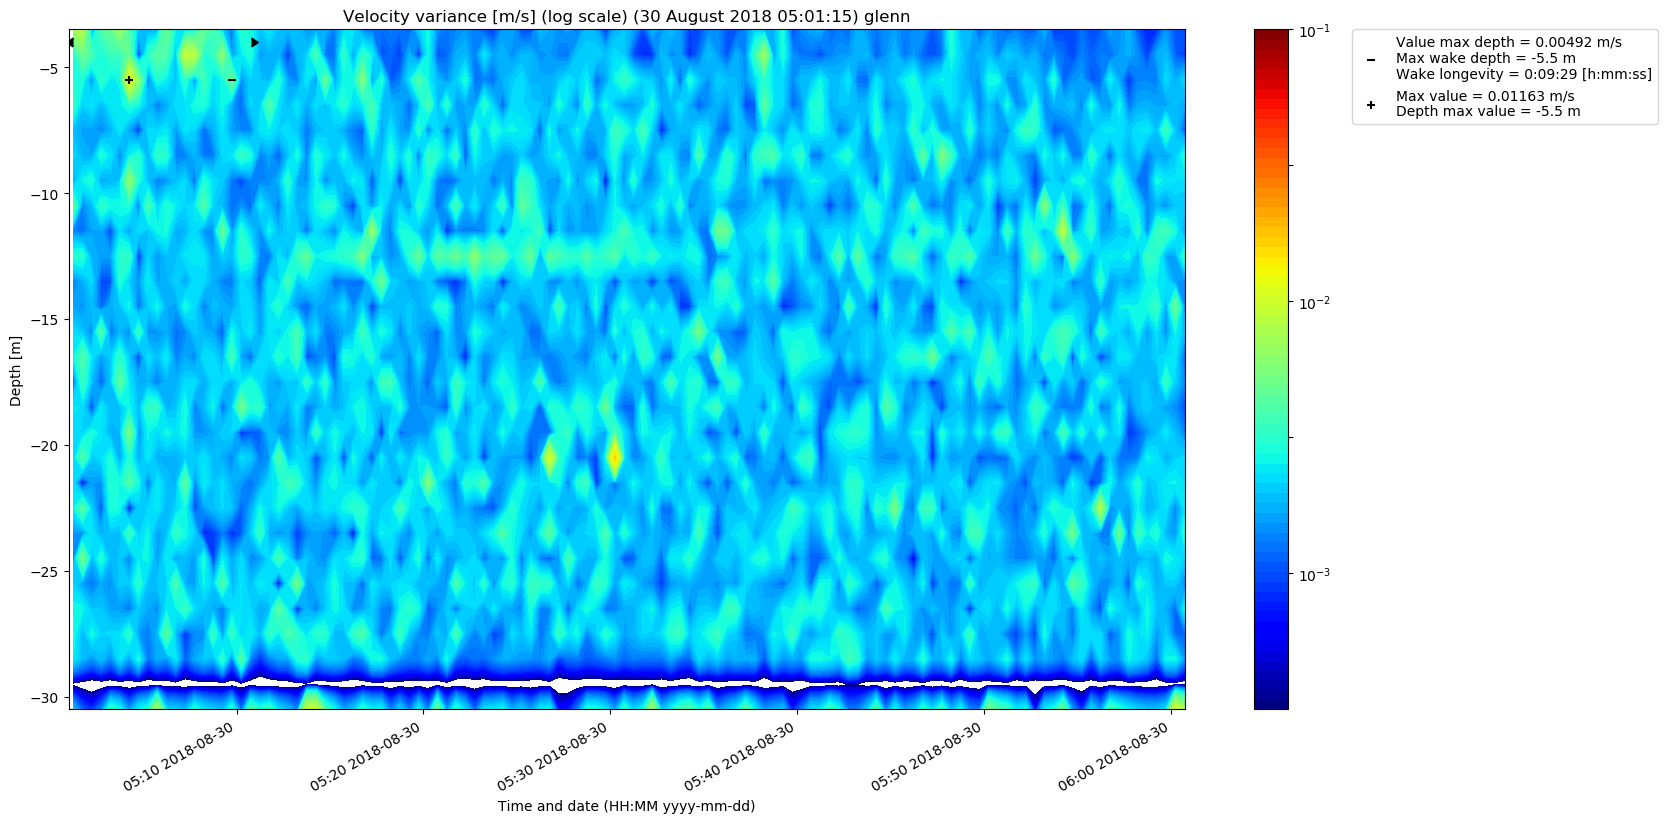 Velocity variance [m/s] (log scale) (30 August 2018 05:01:15) glenn
Depth [m]
−5
−10
−15
−20
−25
−30
05:10 2018-08-30
05:20 2018-08-30
05:30 2018-08-30
05:40 2018-08-30
05:50 2018-08-30
06:00 2018-08-30
Time and date (HH:MM yyyy-mm-dd)
10⁻¹
10⁻²
10⁻³
Value max depth = 0.00492 m/s
Max wake depth = -5.5 m
Wake longevity = 0:09:29 [h:mm:ss]
Max value = 0.01163 m/s
Depth max value = -5.5 m